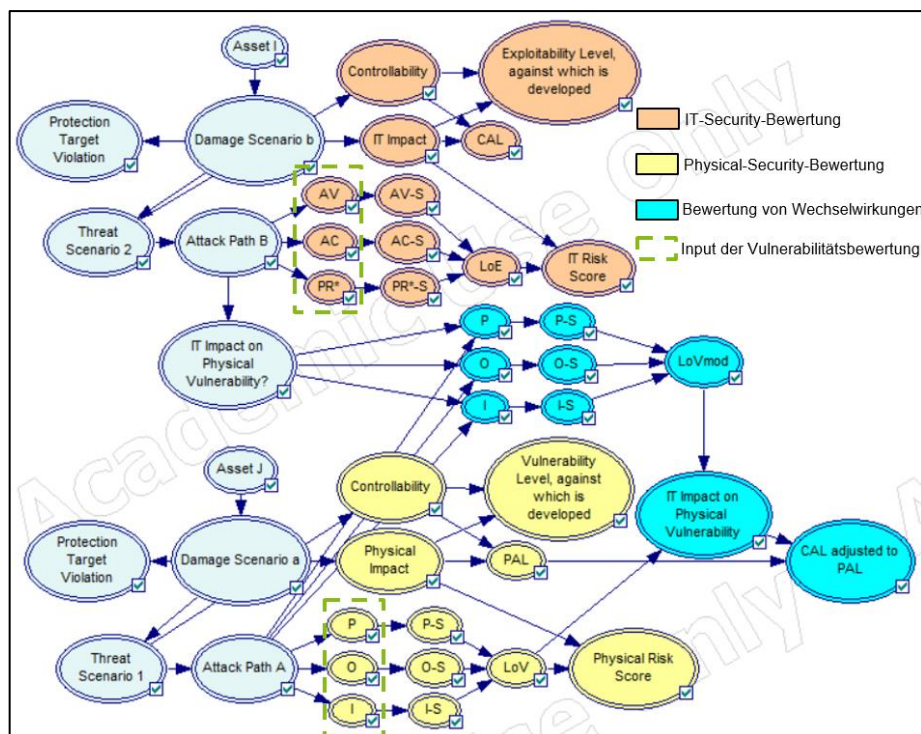 Asset I
Controllability
Exploitability Level,
against which is
developed
Protection
Target
Violation
Damage Scenario b
IT Impact
CAL
IT-Security-Bewertung
Physical-Security-Bewertung
Bewertung von Wechselwirkungen
Input der Vulnerabilitätsbewertung
Threat
Scenario 2
Attack Path B
AV
AV-S
AC
AC-S
PR*
PR*-S
LoE
IT Risk
Score
IT Impact on
Physical
Vulnerability?
P
P-S
O
O-S
I
I-S
LoVmod
Asset J
Controllability
Vulnerability
Level, against
which is
developed
IT Impact on
Physical
Vulnerability
Protection
Target
Violation
Damage Scenario a
Physical
Impact
PAL
CAL adjusted to
PAL
Threat
Scenario 1
Attack Path A
P
P-S
O
O-S
I
I-S
LoV
Physical Risk
Score
Academic Use Only
Academic Use Only